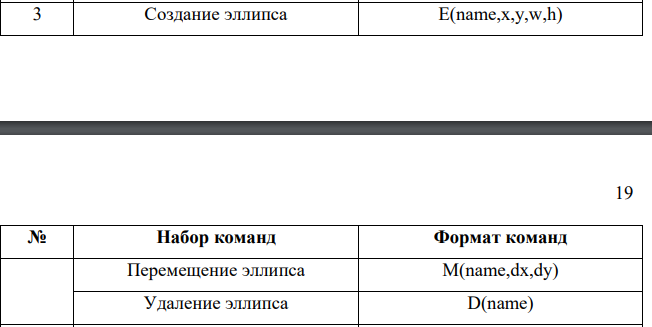 3 Создание эллипса E(name,x,y,w,h)
19
№ Набор команд Формат команд
Перемещение эллипса M(name,dx,dy)
Удаление эллипса D(name)